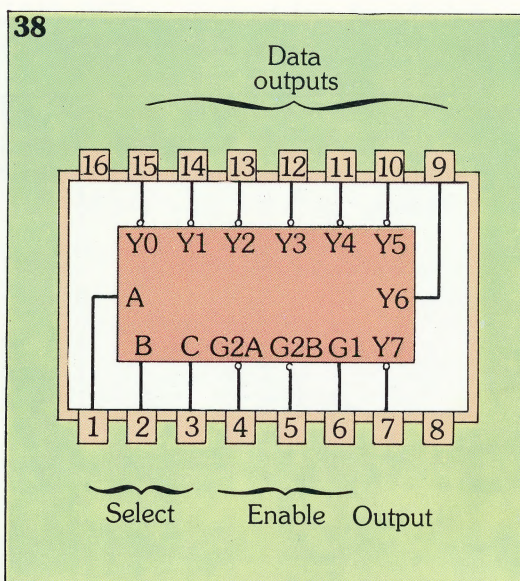 38
Data
outputs
16 15 14 13 12 11 10 9
Y0 Y1 Y2 Y3 Y4 Y5
A Y6
B C G2A G2B G1 Y7
1 2 3 4 5 6 7 8
Select Enable Output